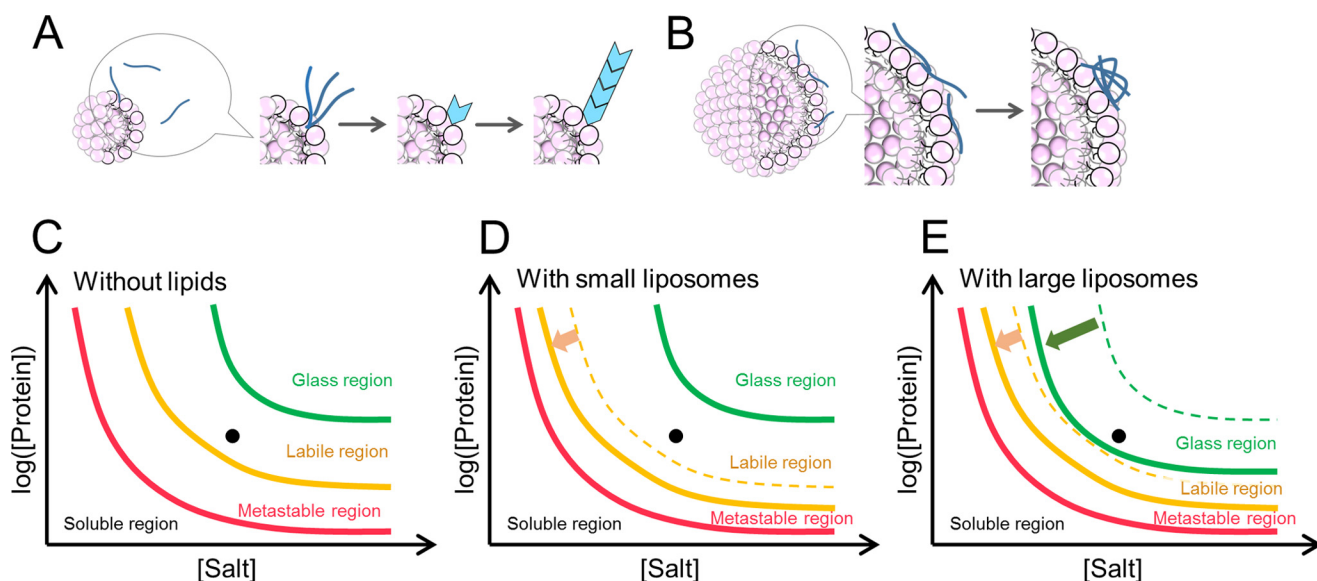 A
B
C
Without lipids
log([Protein])
Glass region
Labile region
Metastable region
Soluble region
[Salt]
D
With small liposomes
log([Protein])
Glass region
Labile region
Metastable region
Soluble region
[Salt]
E
With large liposomes
log([Protein])
Glass region
Labile region
Metastable region
Soluble region
[Salt]